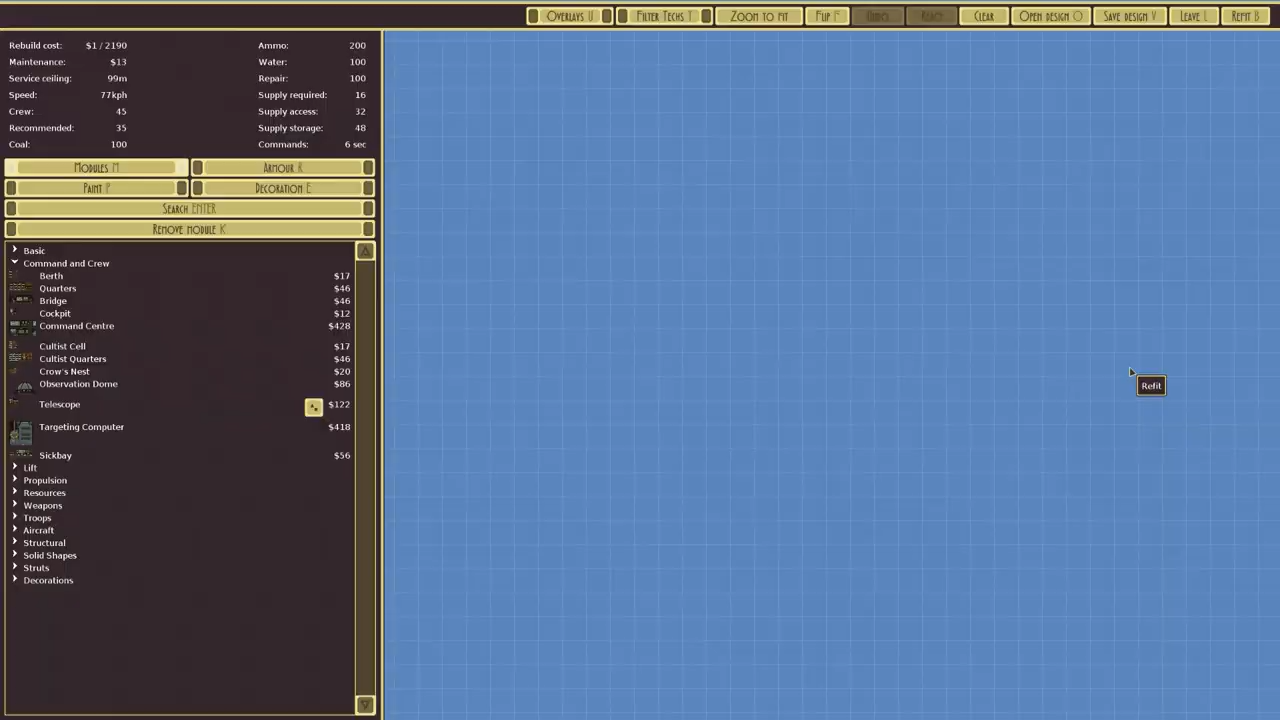 OVERLAYS U
FILTER TECHS T
ZOOM TO FIT
FLIP F
CLEAR
OPEN DESIGN O
SAVE DESIGN V
LEAVE L
REFIT B
Rebuild cost: $1 / 2190
Maintenance: $13
Service ceiling: 99m
Speed: 77kph
Crew: 45
Recommended: 35
Coal: 100
Ammo: 200
Water: 100
Repair: 100
Supply required: 16
Supply access: 32
Supply storage: 48
Commands: 6 sec
MODULES M
ARMOUR R
PAINT P
DECORATION E
SEARCH ENTER
REMOVE MODULE K
Basic
Command and Crew
Berth $17
Quarters $46
Bridge $46
Cockpit $12
Command Centre $428
Cultist Cell $17
Cultist Quarters $46
Crow's Nest $20
Observation Dome $86
Telescope $122
Targeting Computer $418
Sickbay $56
Lift
Propulsion
Resources
Weapons
Troops
Aircraft
Structural
Solid Shapes
Struts
Decorations
Refit